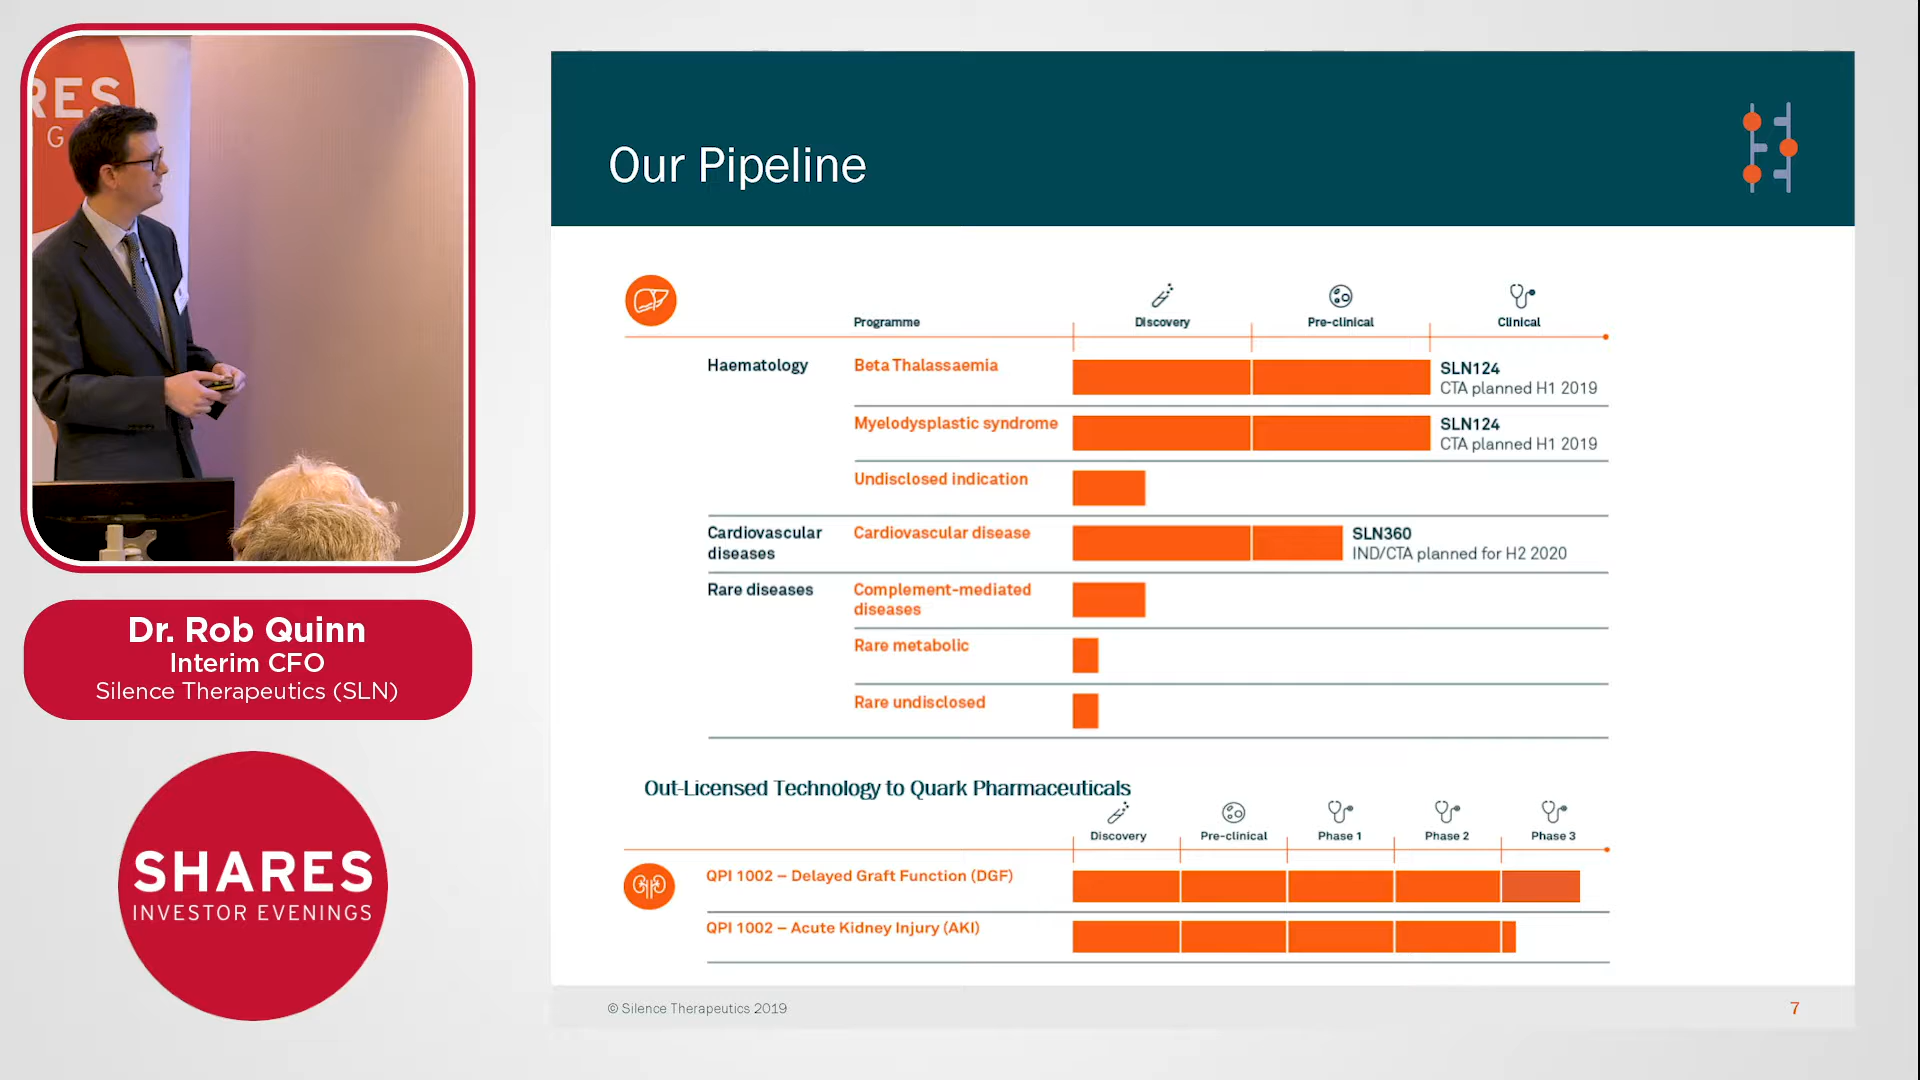 RES
G
Dr. Rob Quinn
Interim CFO
Silence Therapeutics (SLN)
SHARES
INVESTOR EVENINGS
Our Pipeline
Programme
Discovery
Pre-clinical
Clinical
Haematology
Beta Thalassaemia
SLN124
CTA planned H1 2019
Myelodysplastic syndrome
SLN124
CTA planned H1 2019
Undisclosed indication
Cardiovascular
diseases
Cardiovascular disease
SLN360
IND/CTA planned for H2 2020
Rare diseases
Complement-mediated
diseases
Rare metabolic
Rare undisclosed
Out-Licensed Technology to Quark Pharmaceuticals
Discovery
Pre-clinical
Phase 1
Phase 2
Phase 3
QPI 1002 – Delayed Graft Function (DGF)
QPI 1002 – Acute Kidney Injury (AKI)
© Silence Therapeutics 2019
7